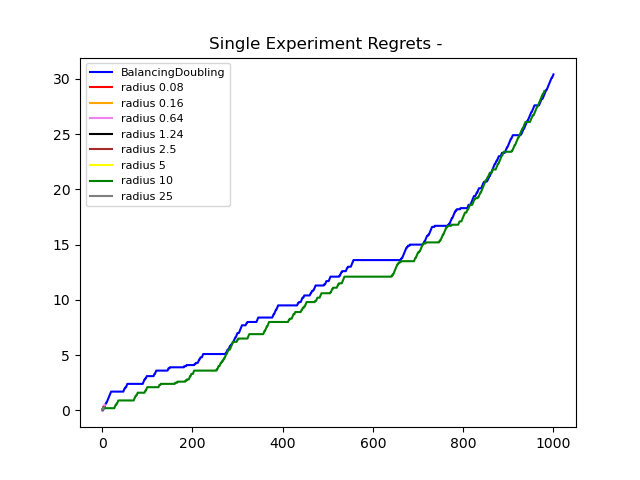 Single Experiment Regrets -
BalancingDoubling
radius 0.08
radius 0.16
radius 0.64
radius 1.24
radius 2.5
radius 5
radius 10
radius 25
30
25
20
15
10
5
0
0 200 400 600 800 1000